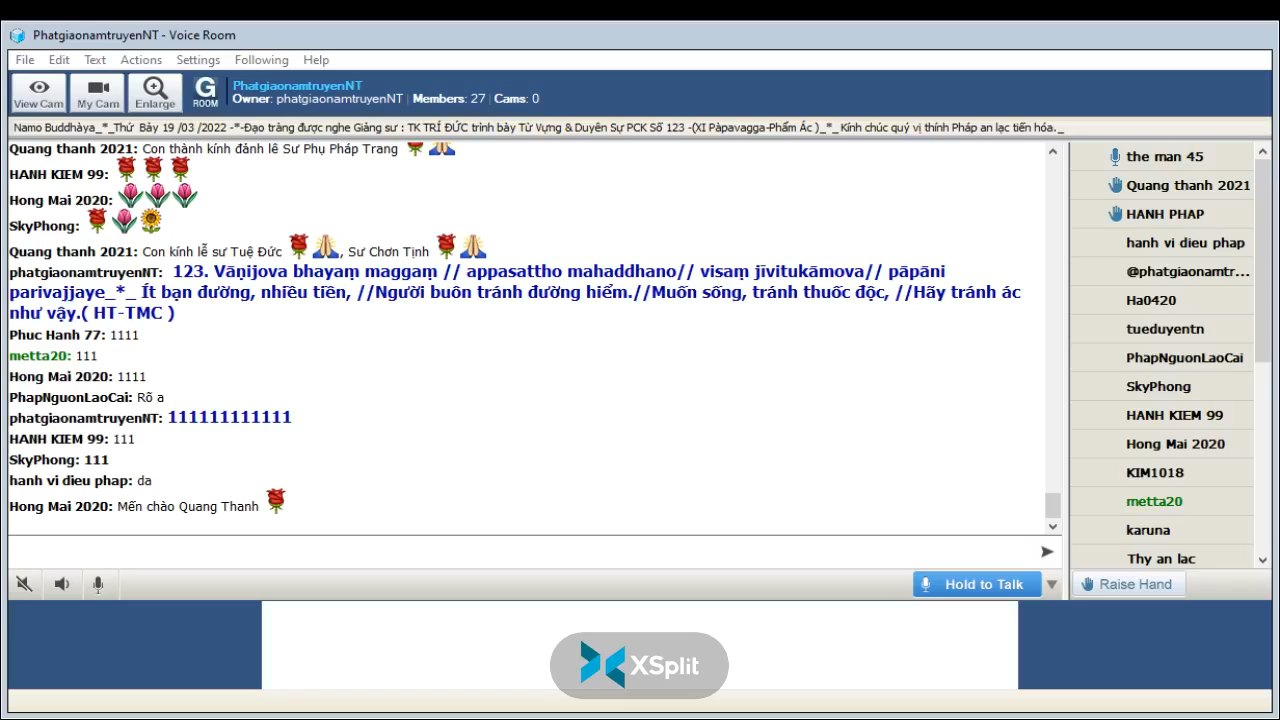 PhatgiaonamtruyenNT - Voice Room
File Edit Text Actions Settings Following Help
View Cam My Cam Enlarge G ROOM
PhatgiaonamtruyenNT
Owner: phatgiaonamtruyenNT | Members: 27 | Cams: 0
Namo Buddhàya_*_Thứ Bảy 19 /03 /2022 -*-Đạo tràng được nghe Giảng sư : TK TRÍ ĐỨC trình bày Từ Vựng & Duyên Sự PCK Số 123 -(XI Pàpavagga-Phẩm Ác )_*_ Kính chúc quý vị thính Pháp an lạc tiến hóa._
Quang thanh 2021: Con thành kính đảnh lê Sư Phụ Pháp Trang
HANH KIEM 99:
Hong Mai 2020:
SkyPhong:
Quang thanh 2021: Con kính lễ sư Tuệ Đức , Sư Chơn Tịnh
phatgiaonamtruyenNT: 123. Vāṇijova bhayaṃ maggaṃ // appasattho mahaddhano// visaṃ jīvitukāmova// pāpāni
parivajjaye_*_ Ít bạn đường, nhiều tiền, //Người buôn tránh đường hiểm.//Muốn sống, tránh thuốc độc, //Hãy tránh ác
như vậy.( HT-TMC )
Phuc Hanh 77: 1111
metta20: 111
Hong Mai 2020: 1111
PhapNguonLaoCai: Rõ a
phatgiaonamtruyenNT: 111111111111
HANH KIEM 99: 111
SkyPhong: 111
hanh vi dieu phap: da
Hong Mai 2020: Mến chào Quang Thanh
Hold to Talk
the man 45
Quang thanh 2021
HANH PHAP
hanh vi dieu phap
@phatgiaonamtr...
Ha0420
tueduyentn
PhapNguonLaoCai
SkyPhong
HANH KIEM 99
Hong Mai 2020
KIM1018
metta20
karuna
Thy an lac
Raise Hand
XSplit